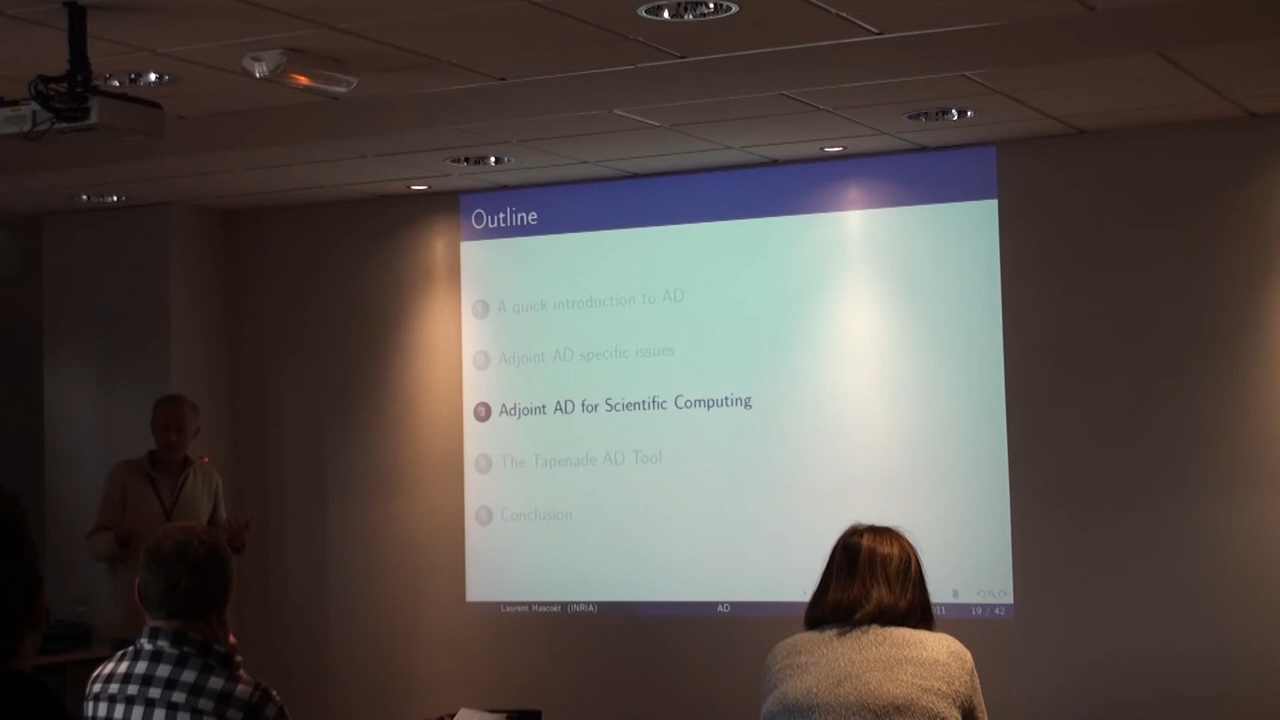 Outline
A quick introduction to AD
Adjoint AD specific issues
3 Adjoint AD for Scientific Computing
The Tapenade AD Tool
Conclusion
Laurent Hascoët (INRIA) AD 19 / 42